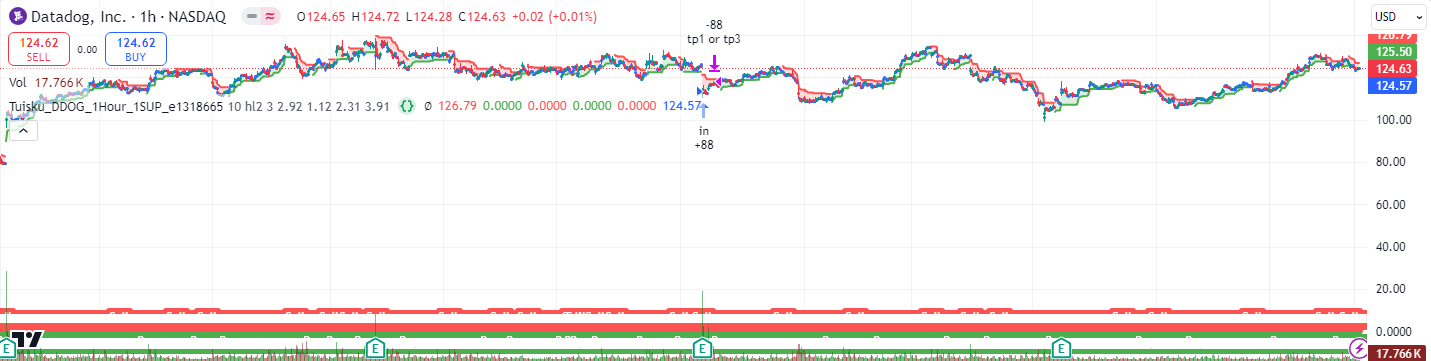 Datadog, Inc. · 1h · NASDAQ O124.65 H124.72 L124.28 C124.63 +0.02 (+0.01%)
USD
124.62 SELL
0.00
124.62 BUY
Vol 17.766 K
Tuisku_DDOG_1Hour_1SUP_e1318665 10 hl2 3 2.92 1.12 2.31 3.91 Ø 126.79 0.0000 0.0000 0.0000 0.0000 124.57
-88
tp1 or tp3
in
+88
126.79
125.50
124.63
124.57
100.00
80.00
60.00
40.00
20.00
0.0000
17.766 K
E
E
E
E